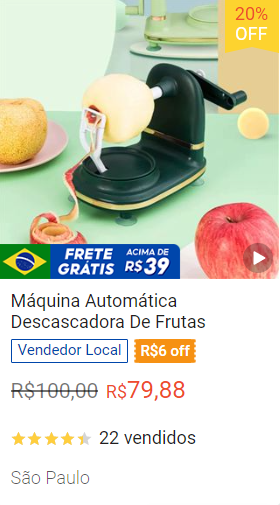 20%
OFF
FRETE
GRÁTIS
ACIMA DE
R$39
Máquina Automática
Descascadora De Frutas
Vendedor Local
R$6 off
R$100,00 R$79,88
22 vendidos
São Paulo